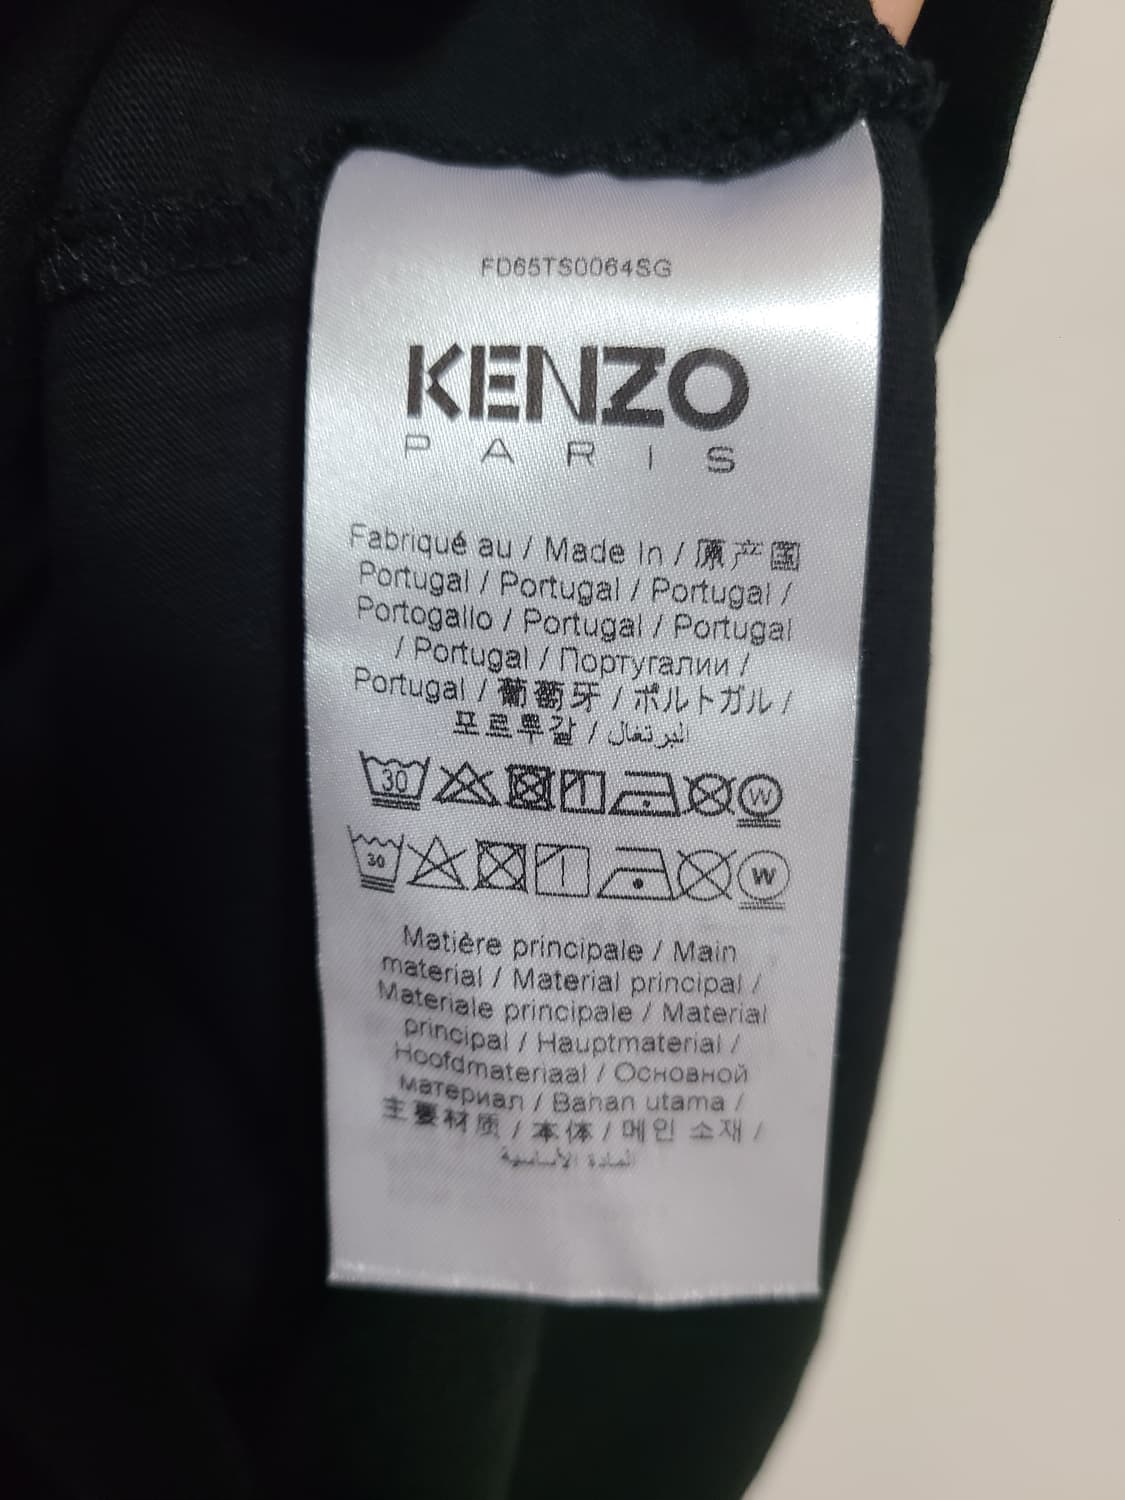 FD65TS0064SG
KENZO
PARIS
Fabriqué au / Made In / 原产国
Portugal / Portugal / Portugal /
Portogallo / Portugal / Portugal
/ Portugal / Португалии /
Portugal / 葡萄牙 / ポルトガル /
포르투갈 / البرتغال
30 W
30 W
Matière principale / Main
material / Material principal /
Materiale principale / Material
principal / Hauptmaterial /
Hoofdmateriaal / Основной
материал / Bahan utama /
主要材质 / 本体 / 메인 소재 /
المادة الأساسية